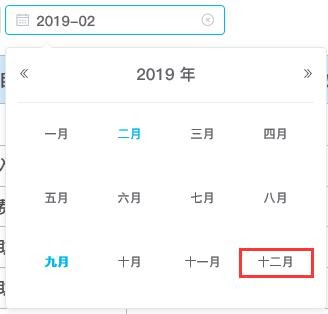 2019-02
« 2019 年 »
一月 二月 三月 四月
五月 六月 七月 八月
九月 十月 十一月 十二月